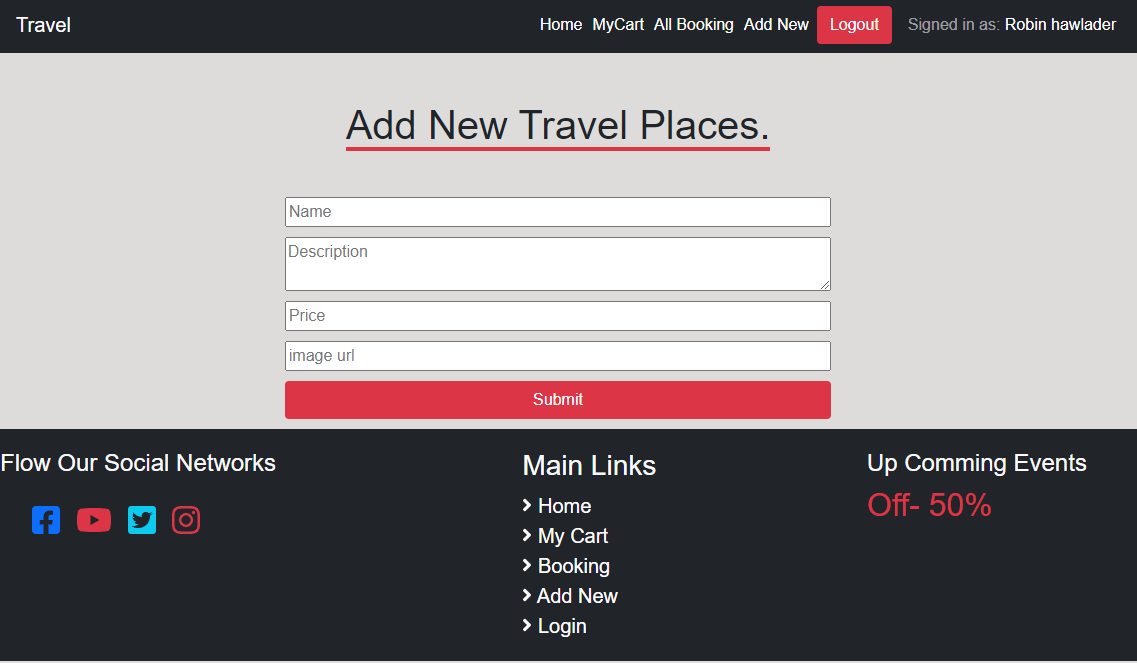 Travel
Home MyCart All Booking Add New Logout Signed in as: Robin hawlader
Add New Travel Places.
Name
Description
Price
image url
Submit
Flow Our Social Networks
Main Links
Home
My Cart
Booking
Add New
Login
Up Comming Events
Off- 50%